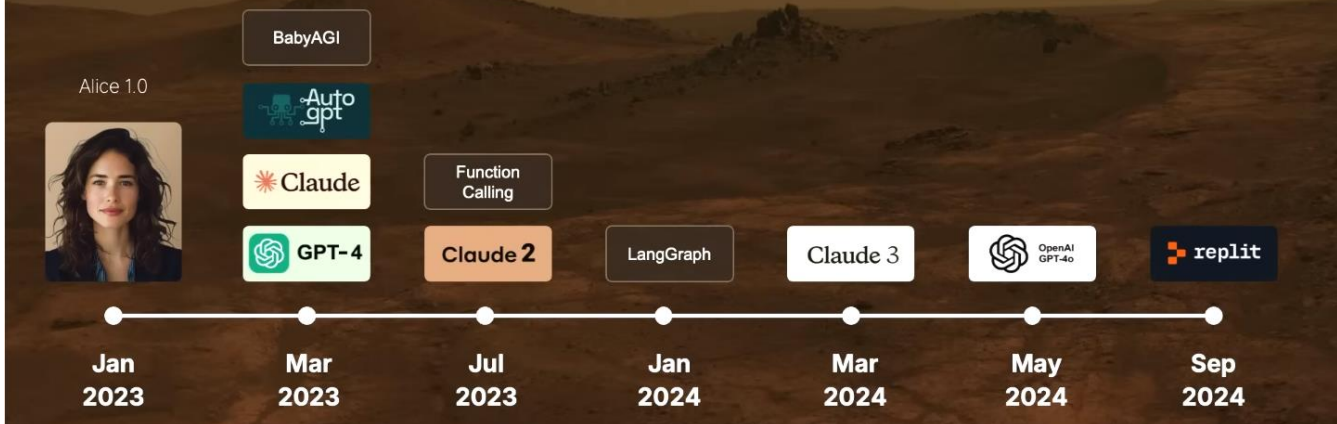 BabyAGI
Alice 1.0
Auto
gpt
Claude
Function
Calling
GPT-4
Claude 2
LangGraph
Claude 3
OpenAI
GPT-4o
replit
Jan
2023
Mar
2023
Jul
2023
Jan
2024
Mar
2024
May
2024
Sep
2024